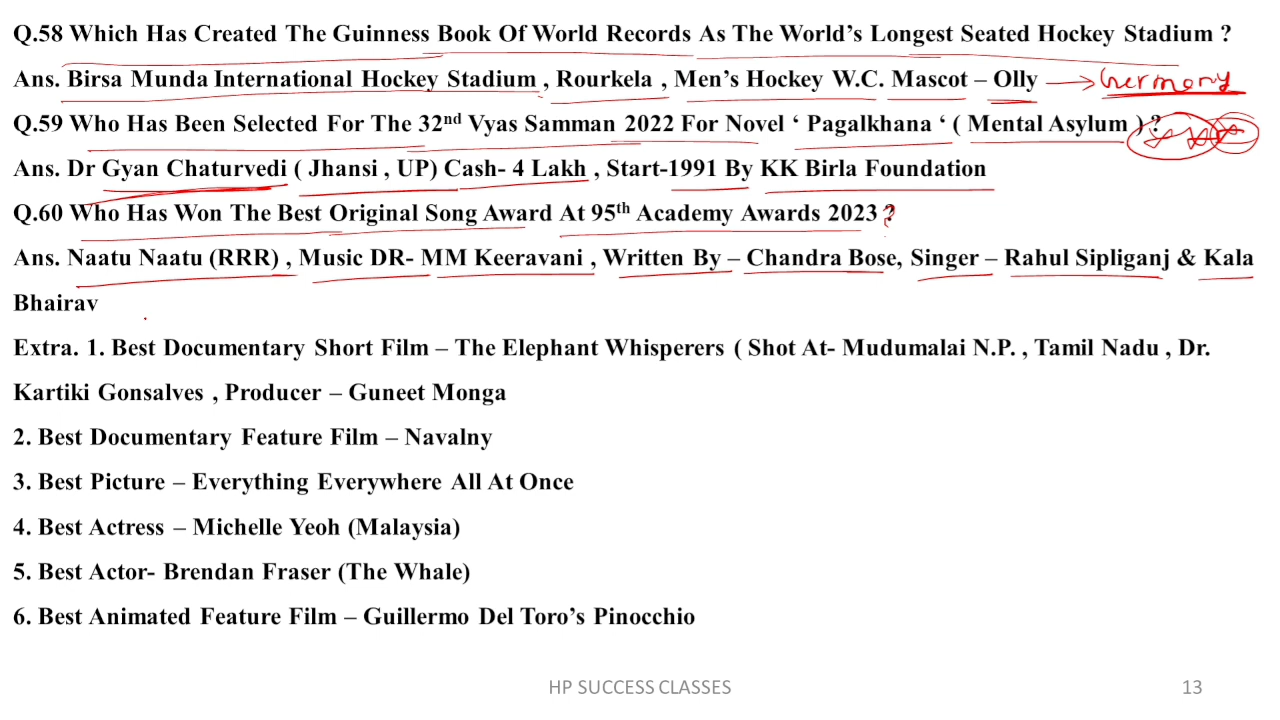 Q.58 Which Has Created The Guinness Book Of World Records As The World’s Longest Seated Hockey Stadium ?
Ans. Birsa Munda International Hockey Stadium , Rourkela , Men’s Hockey W.C. Mascot – Olly → Germony
Q.59 Who Has Been Selected For The 32nd Vyas Samman 2022 For Novel ‘ Pagalkhana ‘ ( Mental Asylum ) ?
Ans. Dr Gyan Chaturvedi ( Jhansi , UP) Cash- 4 Lakh , Start-1991 By KK Birla Foundation
Q.60 Who Has Won The Best Original Song Award At 95th Academy Awards 2023 ?
Ans. Naatu Naatu (RRR) , Music DR- MM Keeravani , Written By – Chandra Bose, Singer – Rahul Sipliganj & Kala
Bhairav
Extra. 1. Best Documentary Short Film – The Elephant Whisperers ( Shot At- Mudumalai N.P. , Tamil Nadu , Dr.
Kartiki Gonsalves , Producer – Guneet Monga
2. Best Documentary Feature Film – Navalny
3. Best Picture – Everything Everywhere All At Once
4. Best Actress – Michelle Yeoh (Malaysia)
5. Best Actor- Brendan Fraser (The Whale)
6. Best Animated Feature Film – Guillermo Del Toro’s Pinocchio
HP SUCCESS CLASSES
13